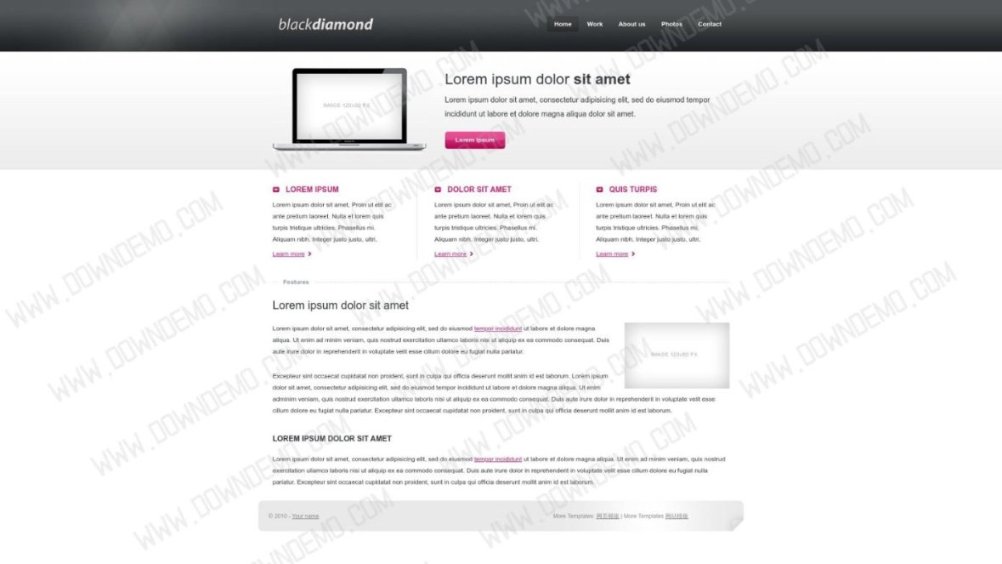 blackdiamond
Home Work About us Photos Contact
IMAGE 120x80 PX
Lorem ipsum dolor sit amet
Lorem ipsum dolor sit amet, consectetur adipisicing elit, sed do eiusmod tempor
incididunt ut labore et dolore magna aliqua dolor sit amet.
Lorem ipsum
LOREM IPSUM
Lorem ipsum dolor sit amet. Proin ut elit ac
ante pretium laoreet. Nulla et lorem quis
turpis tristique ultricies. Phasellus mi.
Aliquam nibh. Integer justo justo, ultri.
Learn more
DOLOR SIT AMET
Lorem ipsum dolor sit amet. Proin ut elit ac
ante pretium laoreet. Nulla et lorem quis
turpis tristique ultricies. Phasellus mi.
Aliquam nibh. Integer justo justo, ultri.
Learn more
QUIS TURPIS
Lorem ipsum dolor sit amet. Proin ut elit ac
ante pretium laoreet. Nulla et lorem quis
turpis tristique ultricies. Phasellus mi.
Aliquam nibh. Integer justo justo, ultri.
Learn more
Features
Lorem ipsum dolor sit amet
Lorem ipsum dolor sit amet, consectetur adipisicing elit, sed do eiusmod tempor incididunt ut labore et dolore magna
aliqua. Ut enim ad minim veniam, quis nostrud exercitation ullamco laboris nisi ut aliquip ex ea commodo consequat.
Duis aute irure dolor in reprehenderit in voluptate velit esse cillum dolore eu fugiat nulla pariatur.
IMAGE 120x80 PX
Excepteur sint occaecat cupidatat non proident, sunt in culpa qui officia deserunt mollit anim id est laborum. Lorem ipsum
dolor sit amet, consectetur adipisicing elit, sed do eiusmod tempor incididunt ut labore et dolore magna aliqua. Ut enim
adminim veniam, quis nostrud exercitation ullamco laboris nisi ut aliquip ex ea commodo consequat. Duis aute irure dolor in reprehenderit in voluptate velit esse
cillum dolore eu fugiat nulla pariatur. Excepteur sint occaecat cupidatat non proident, sunt in culpa qui officia deserunt mollit anim id est laborum.
LOREM IPSUM DOLOR SIT AMET
Lorem ipsum dolor sit amet, consectetur adipisicing elit, sed do eiusmod tempor incididunt ut labore et dolore magna aliqua. Ut enim ad minim veniam, quis nostrud
exercitation ullamco laboris nisi ut aliquip ex ea commodo consequat. Duis aute irure dolor in reprehenderit in voluptate velit esse cillum dolore eu fugiat nulla
pariatur. Excepteur sint occaecat cupidatat non proident, sunt in culpa qui officia deserunt mollit anim id est laborum.
© 2010 - Your name
More Templates 网页模板 | More Templates 网站模板
WWW.DOWNDEMO.COM